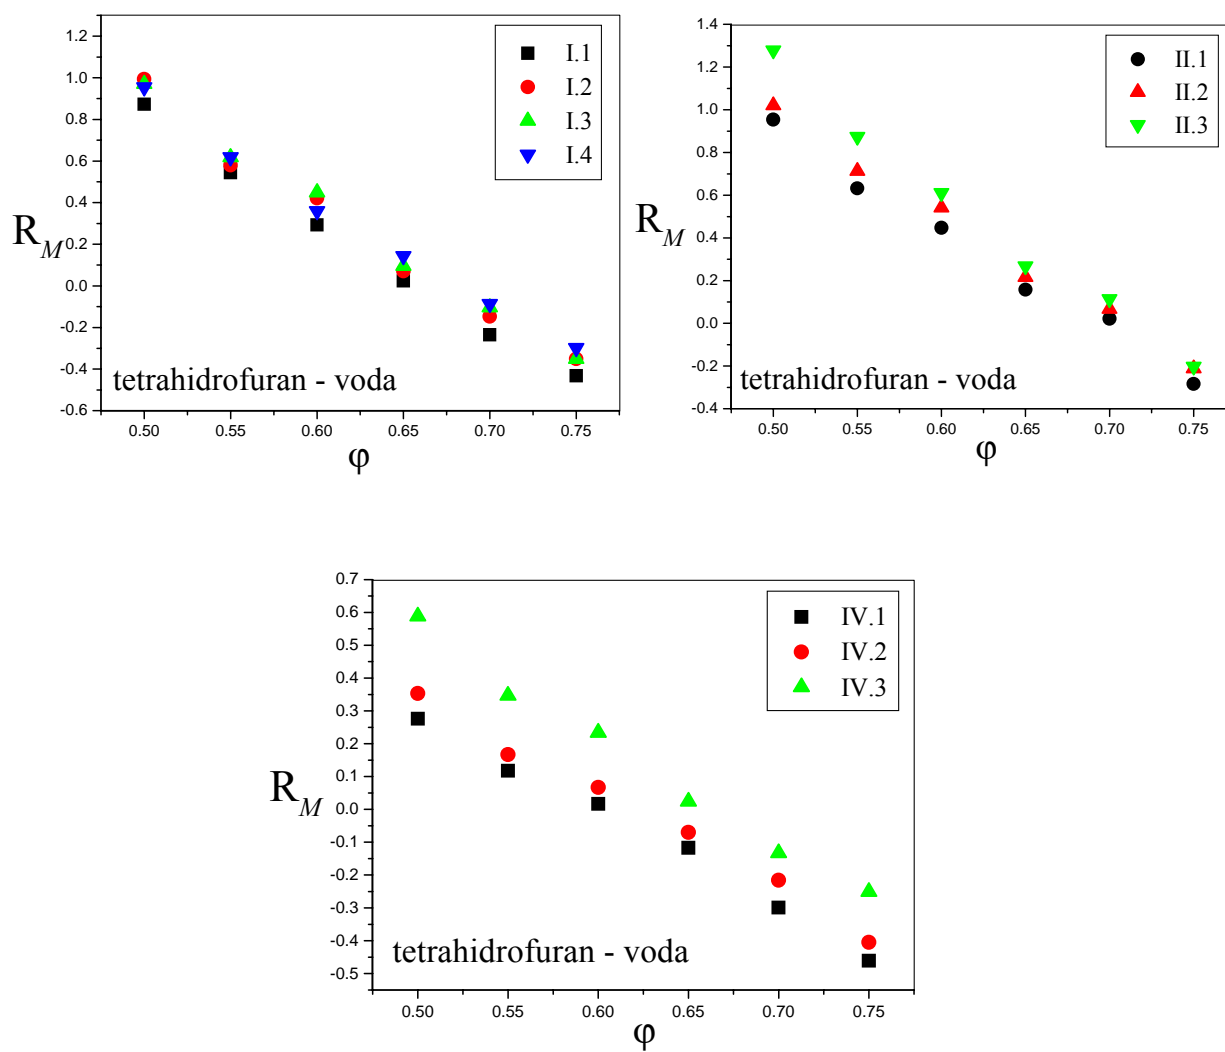 1.2
1.0
0.8
0.6
0.4
0.2
0.0
-0.2
-0.4
-0.6
R_M
I.1
I.2
I.3
I.4
tetrahidrofuran - voda
0.50 0.55 0.60 0.65 0.70 0.75
φ
1.4
1.2
1.0
0.8
0.6
0.4
0.2
0.0
-0.2
-0.4
R_M
II.1
II.2
II.3
tetrahidrofuran - voda
0.50 0.55 0.60 0.65 0.70 0.75
φ
0.7
0.6
0.5
0.4
0.3
0.2
0.1
0.0
-0.1
-0.2
-0.3
-0.4
-0.5
R_M
IV.1
IV.2
IV.3
tetrahidrofuran - voda
0.50 0.55 0.60 0.65 0.70 0.75
φ